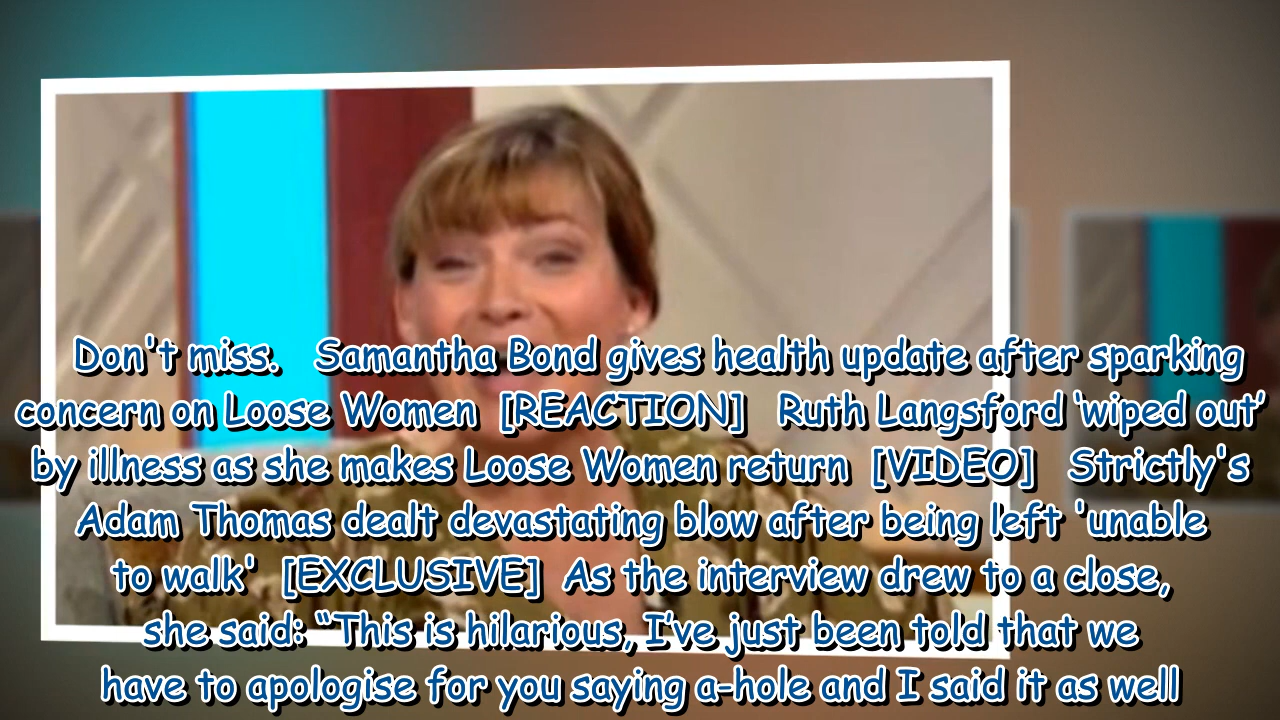 Don't miss. Samantha Bond gives health update after sparking
concern on Loose Women [REACTION] Ruth Langsford ‘wiped out’
by illness as she makes Loose Women return [VIDEO] Strictly's
Adam Thomas dealt devastating blow after being left 'unable
to walk' [EXCLUSIVE] As the interview drew to a close,
she said: “This is hilarious, I’ve just been told that we
have to apologise for you saying a-hole and I said it as well